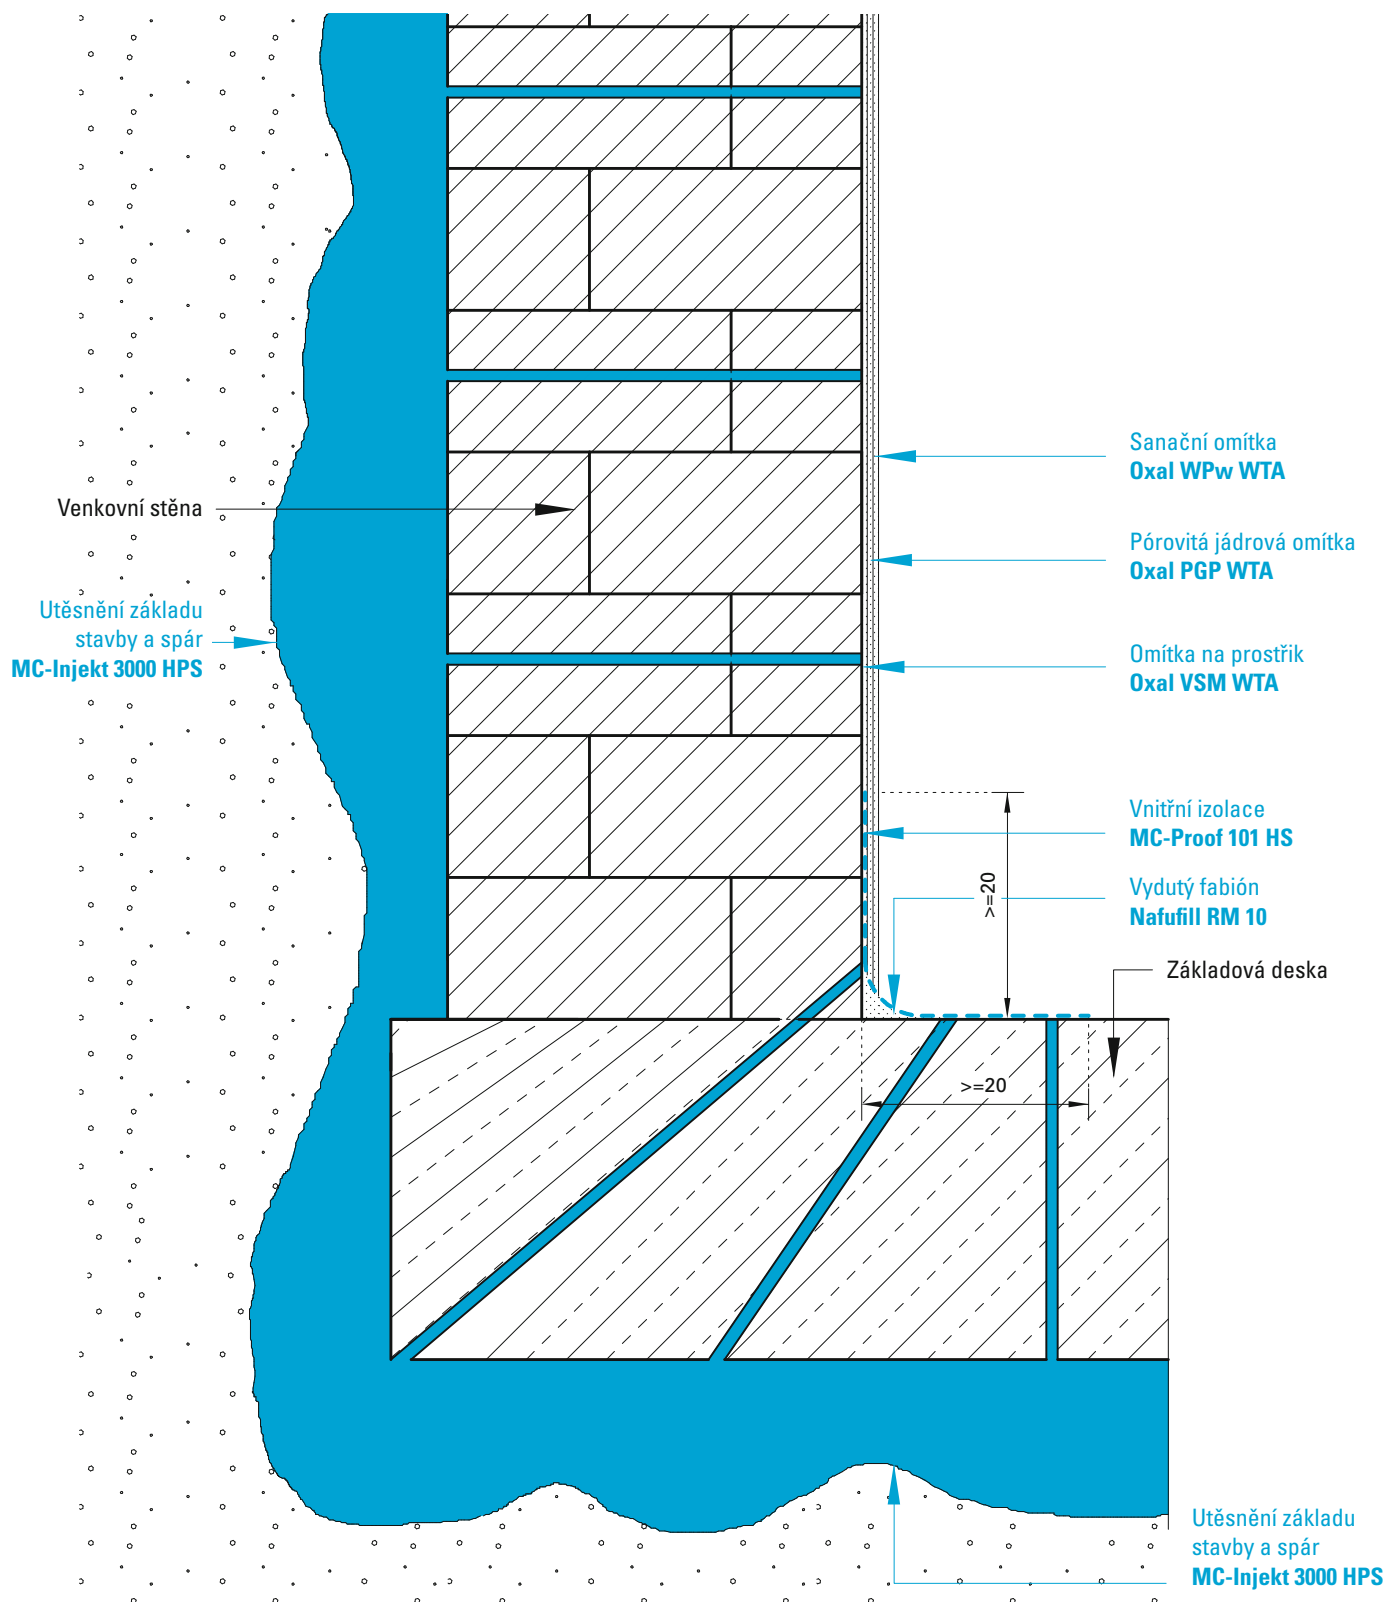 Sanační omítka
Oxal WPw WTA
Venkovní stěna
Pórovitá jádrová omítka
Oxal PGP WTA
Utěsnění základu
stavby a spár
MC-Injekt 3000 HPS
Omítka na prostřik
Oxal VSM WTA
Vnitřní izolace
MC-Proof 101 HS
>=20
Vydutý fabión
Nafufill RM 10
Základová deska
>=20
Utěsnění základu
stavby a spár
MC-Injekt 3000 HPS